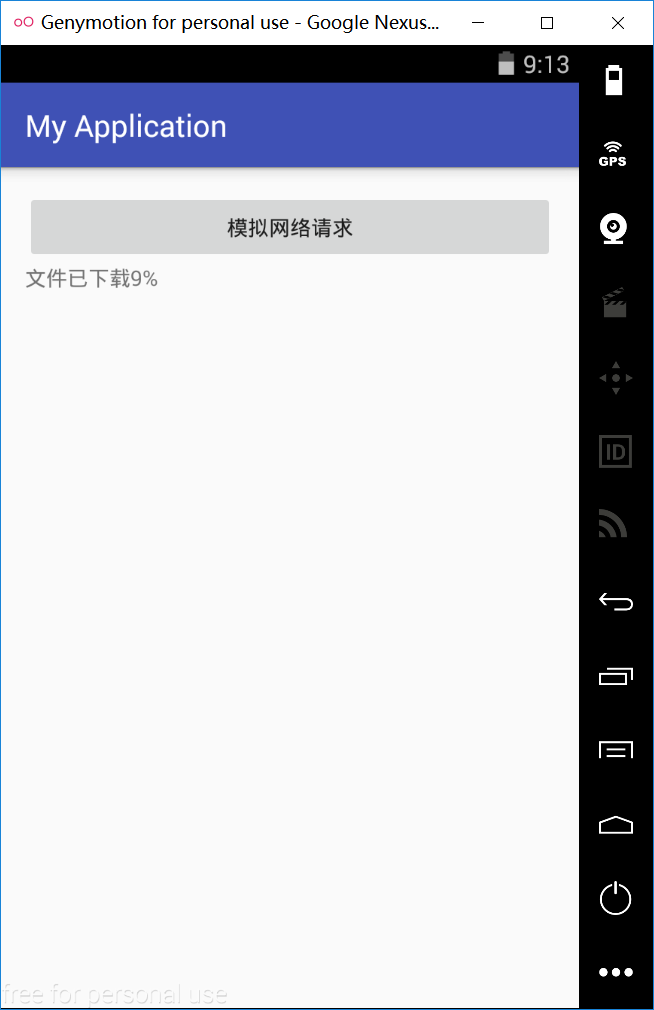 Genymotion for personal use - Google Nexus...
9:13
GPS
My Application
模拟网络请求
文件已下载9%
ID
free for personal use